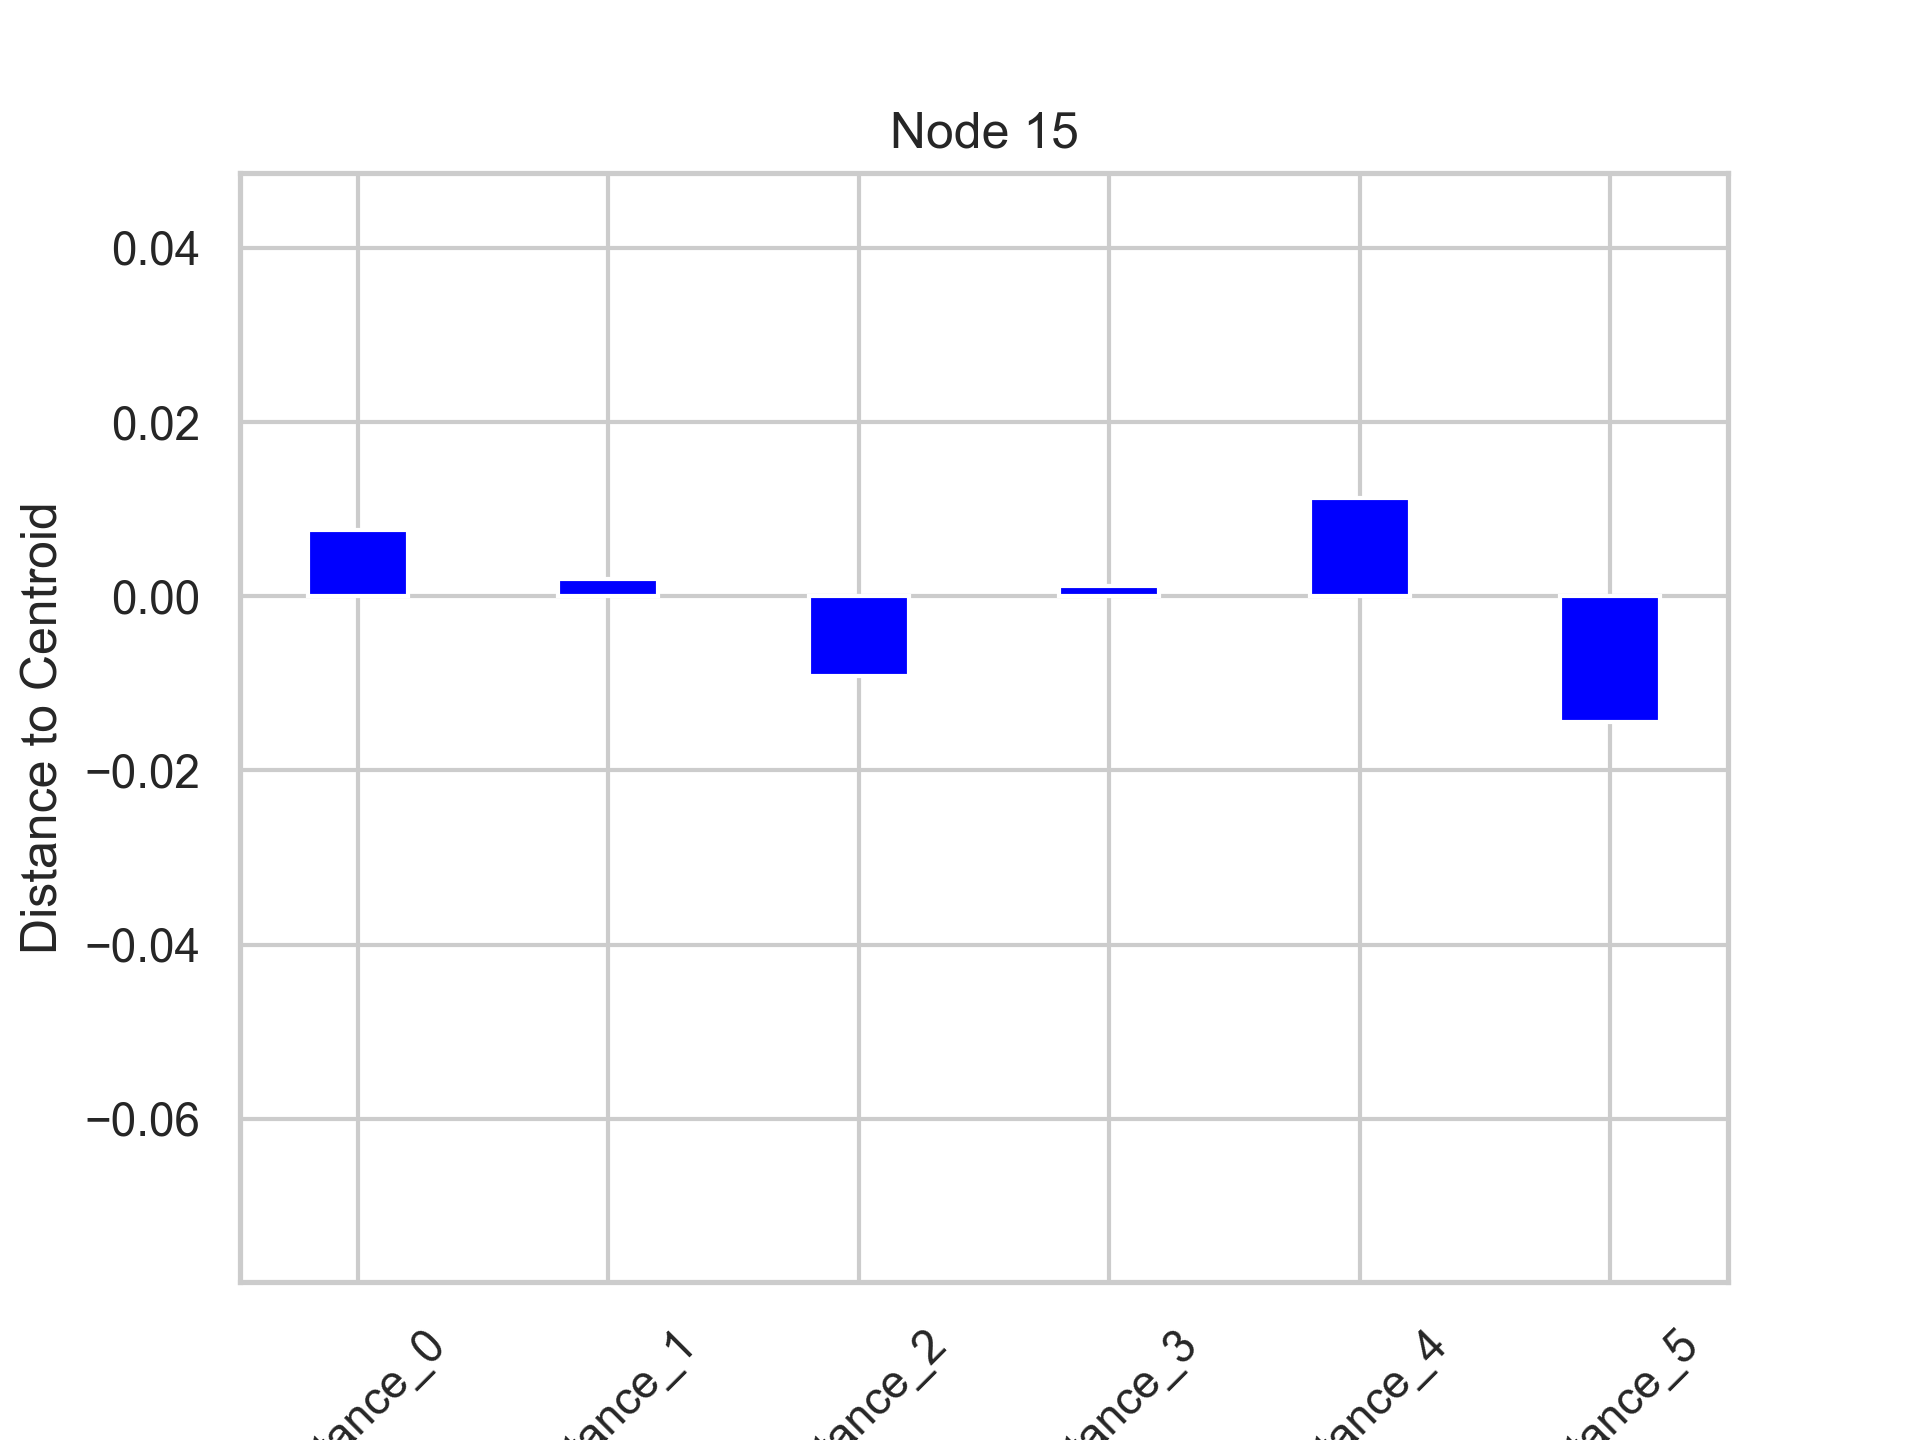 Node 15
0.04
0.02
0.00
−0.02
−0.04
−0.06
Distance to Centroid
tance_0
tance_1
tance_2
tance_3
tance_4
tance_5